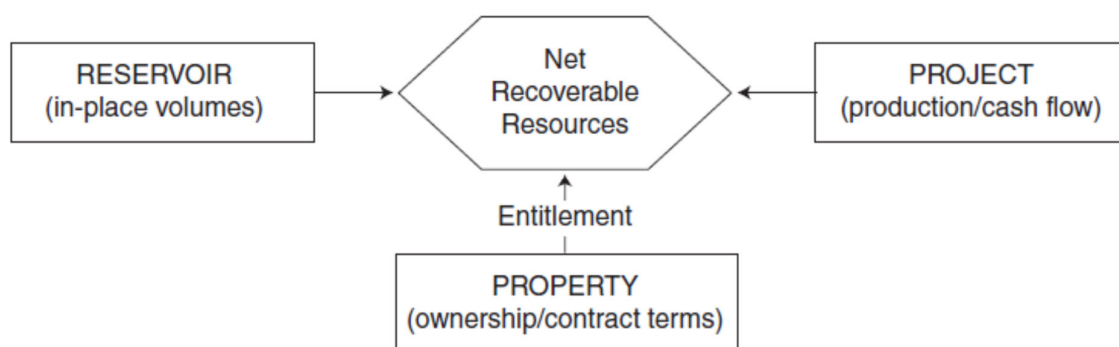 RESERVOIR
(in-place volumes)
Net
Recoverable
Resources
PROJECT
(production/cash flow)
Entitlement
PROPERTY
(ownership/contract terms)